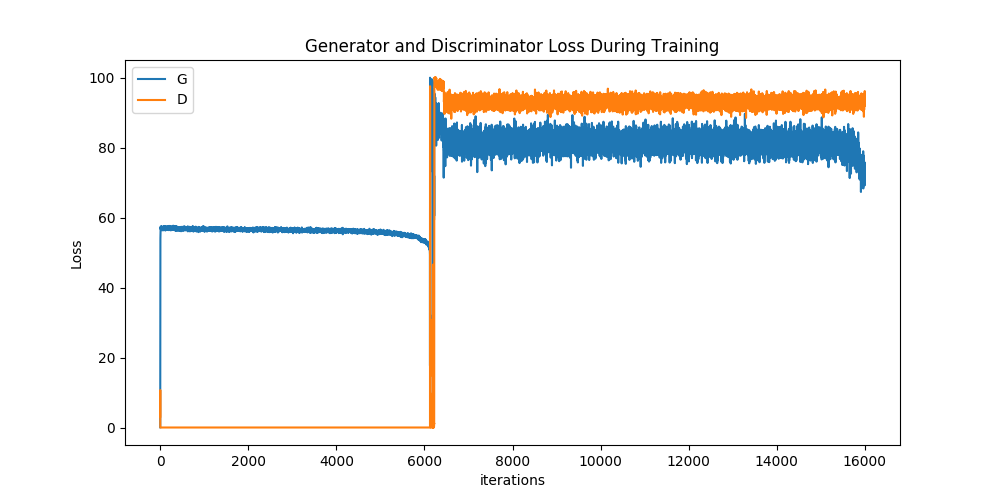 Generator and Discriminator Loss During Training
G
D
Loss
100
80
60
40
20
0
0 2000 4000 6000 8000 10000 12000 14000 16000
iterations